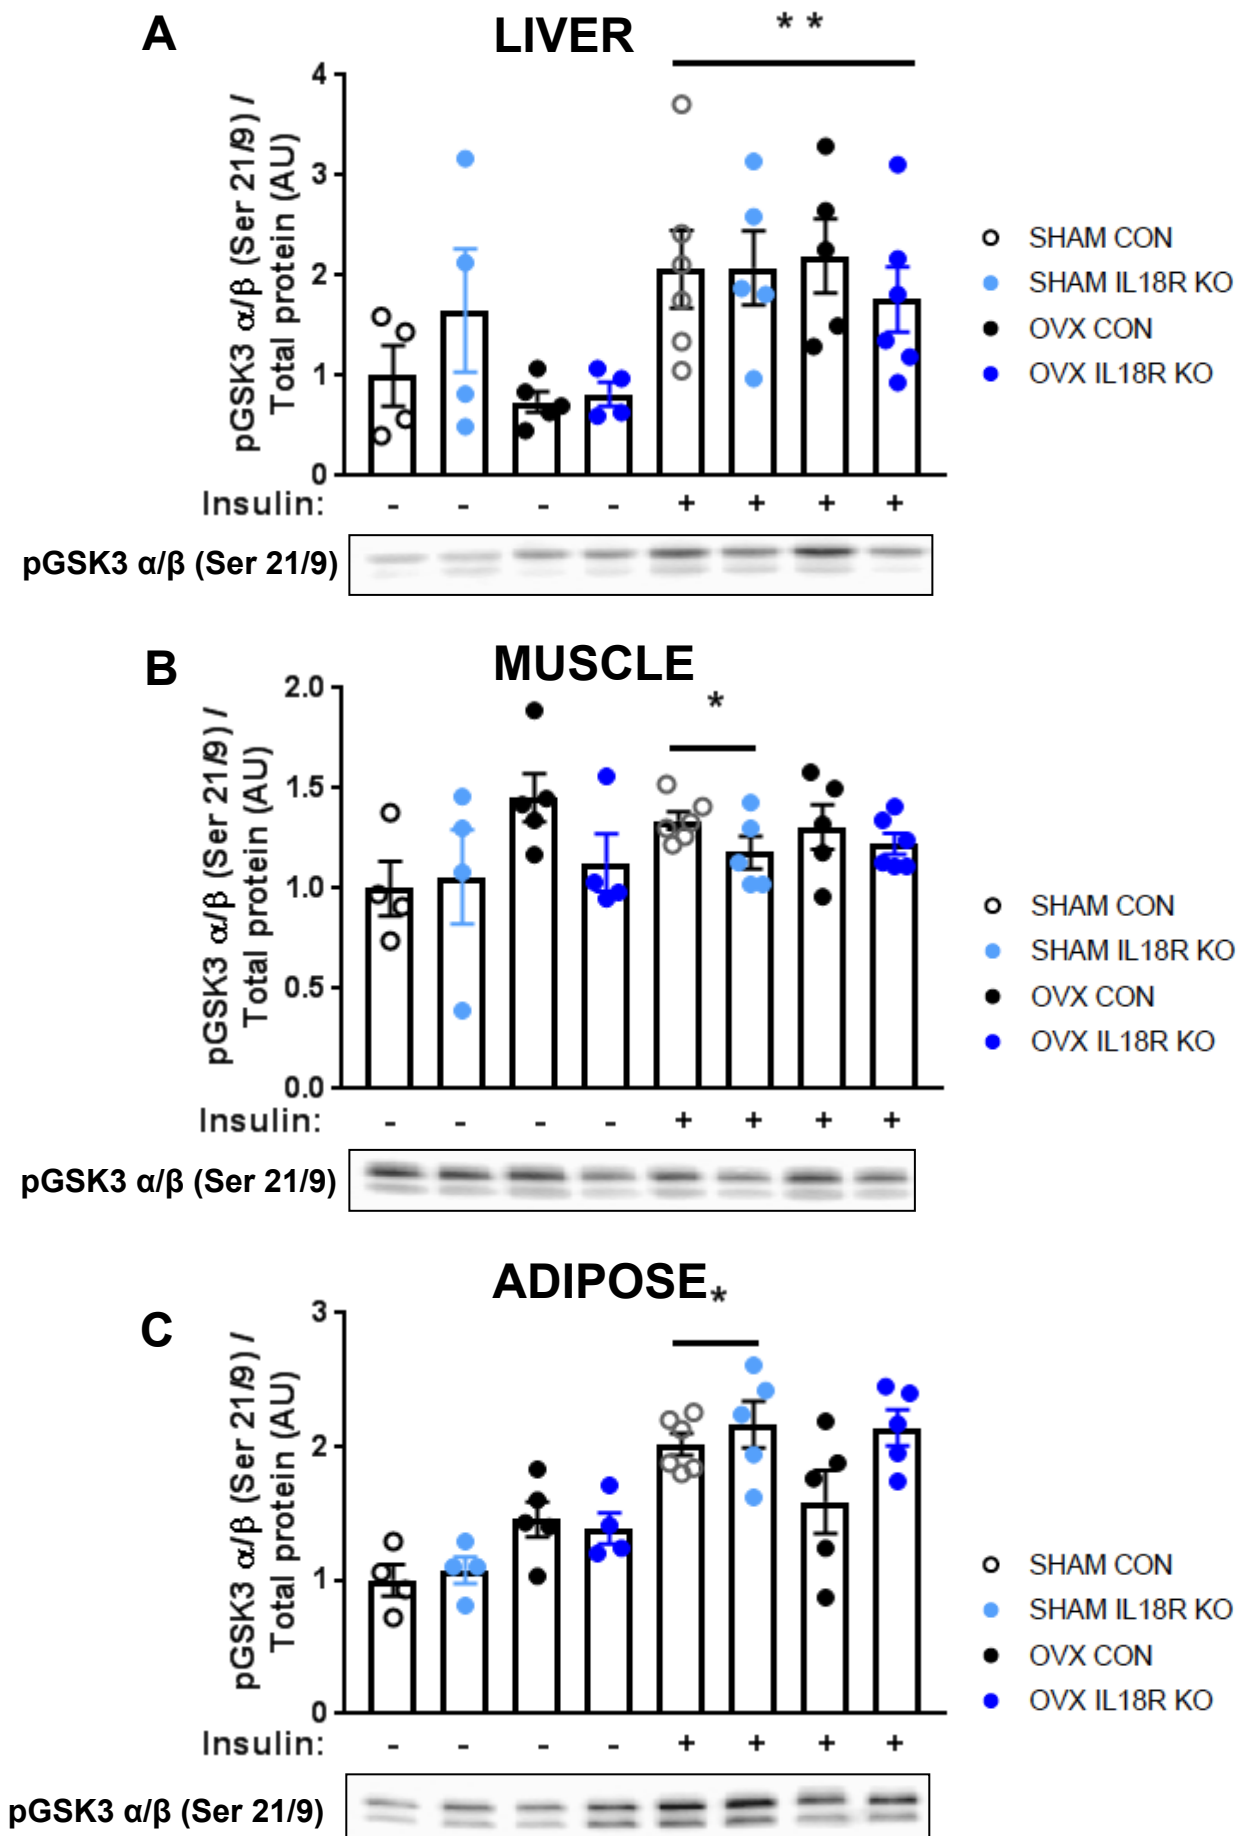 A
LIVER
* *
pGSK3 α/β (Ser 21/9) /
Total protein (AU)
4
3
2
1
0
SHAM CON
SHAM IL18R KO
OVX CON
OVX IL18R KO
Insulin: - - - - + + + +
pGSK3 α/β (Ser 21/9)
B
MUSCLE
*
pGSK3 α/β (Ser 21/9) /
Total protein (AU)
2.0
1.5
1.0
0.5
0.0
SHAM CON
SHAM IL18R KO
OVX CON
OVX IL18R KO
Insulin: - - - - + + + +
pGSK3 α/β (Ser 21/9)
C
ADIPOSE
*
pGSK3 α/β (Ser 21/9) /
Total protein (AU)
3
2
1
0
SHAM CON
SHAM IL18R KO
OVX CON
OVX IL18R KO
Insulin: - - - - + + + +
pGSK3 α/β (Ser 21/9)